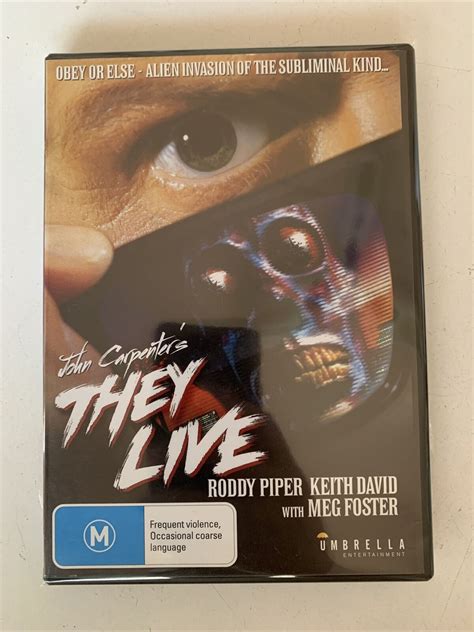 OBEY OR ELSE - ALIEN INVASION OF THE SUBLIMINAL KIND...
John Carpenter's
THEY
LIVE
RODDY PIPER KEITH DAVID
WITH MEG FOSTER
M
Frequent violence,
Occasional coarse
language
UMBRELLA
ENTERTAINMENT